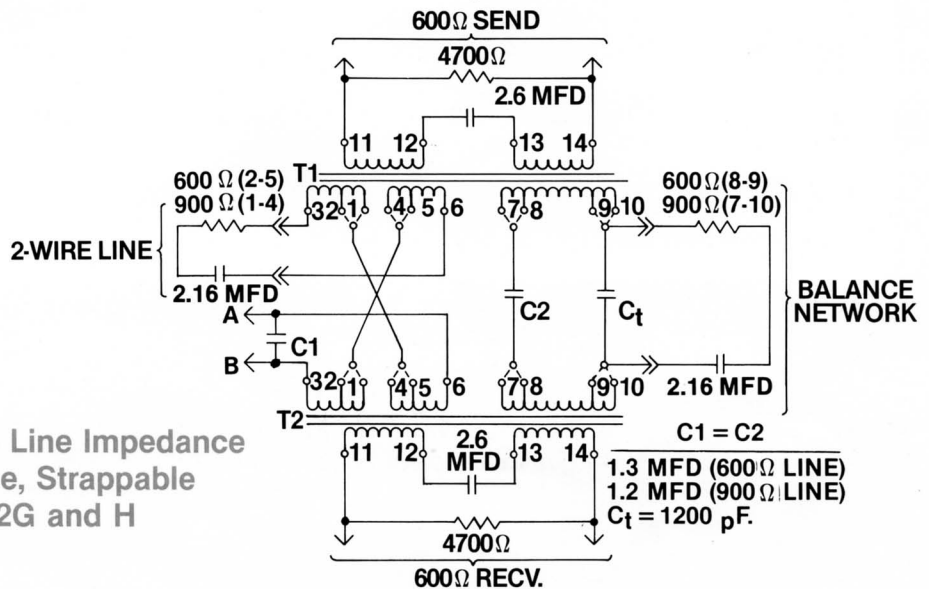 600Ω SEND
4700Ω
2.6 MFD
11 12 13 14
T1
600 Ω (2-5)
900 Ω (1-4)
32 1 4 5 6 7 8 9 10
600Ω (8-9)
900Ω (7-10)
2-WIRE LINE
2.16 MFD
A
C1
B
C2
Ct
BALANCE
NETWORK
2.16 MFD
32 1 4 5 6 7 8 9 10
T2
11 12 2.6 13 14
MFD
4700Ω
600Ω RECV.
C1 = C2
1.3 MFD (600Ω LINE)
1.2 MFD (900Ω LINE)
Ct = 1200 pF.
Line Impedance
e, Strappable
2G and H